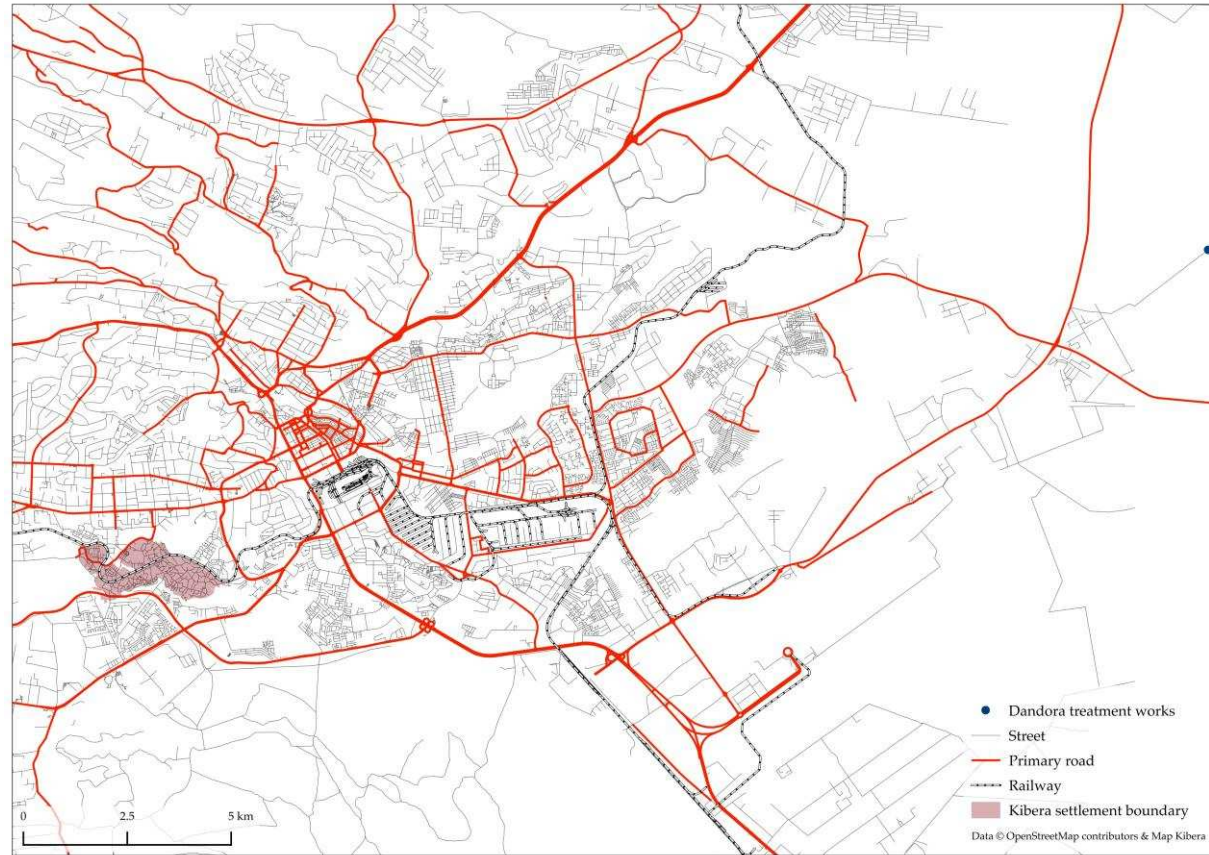 Dandora treatment works
Street
Primary road
Railway
Kibera settlement boundary
0 2.5 5 km
Data © OpenStreetMap contributors & Map Kibera